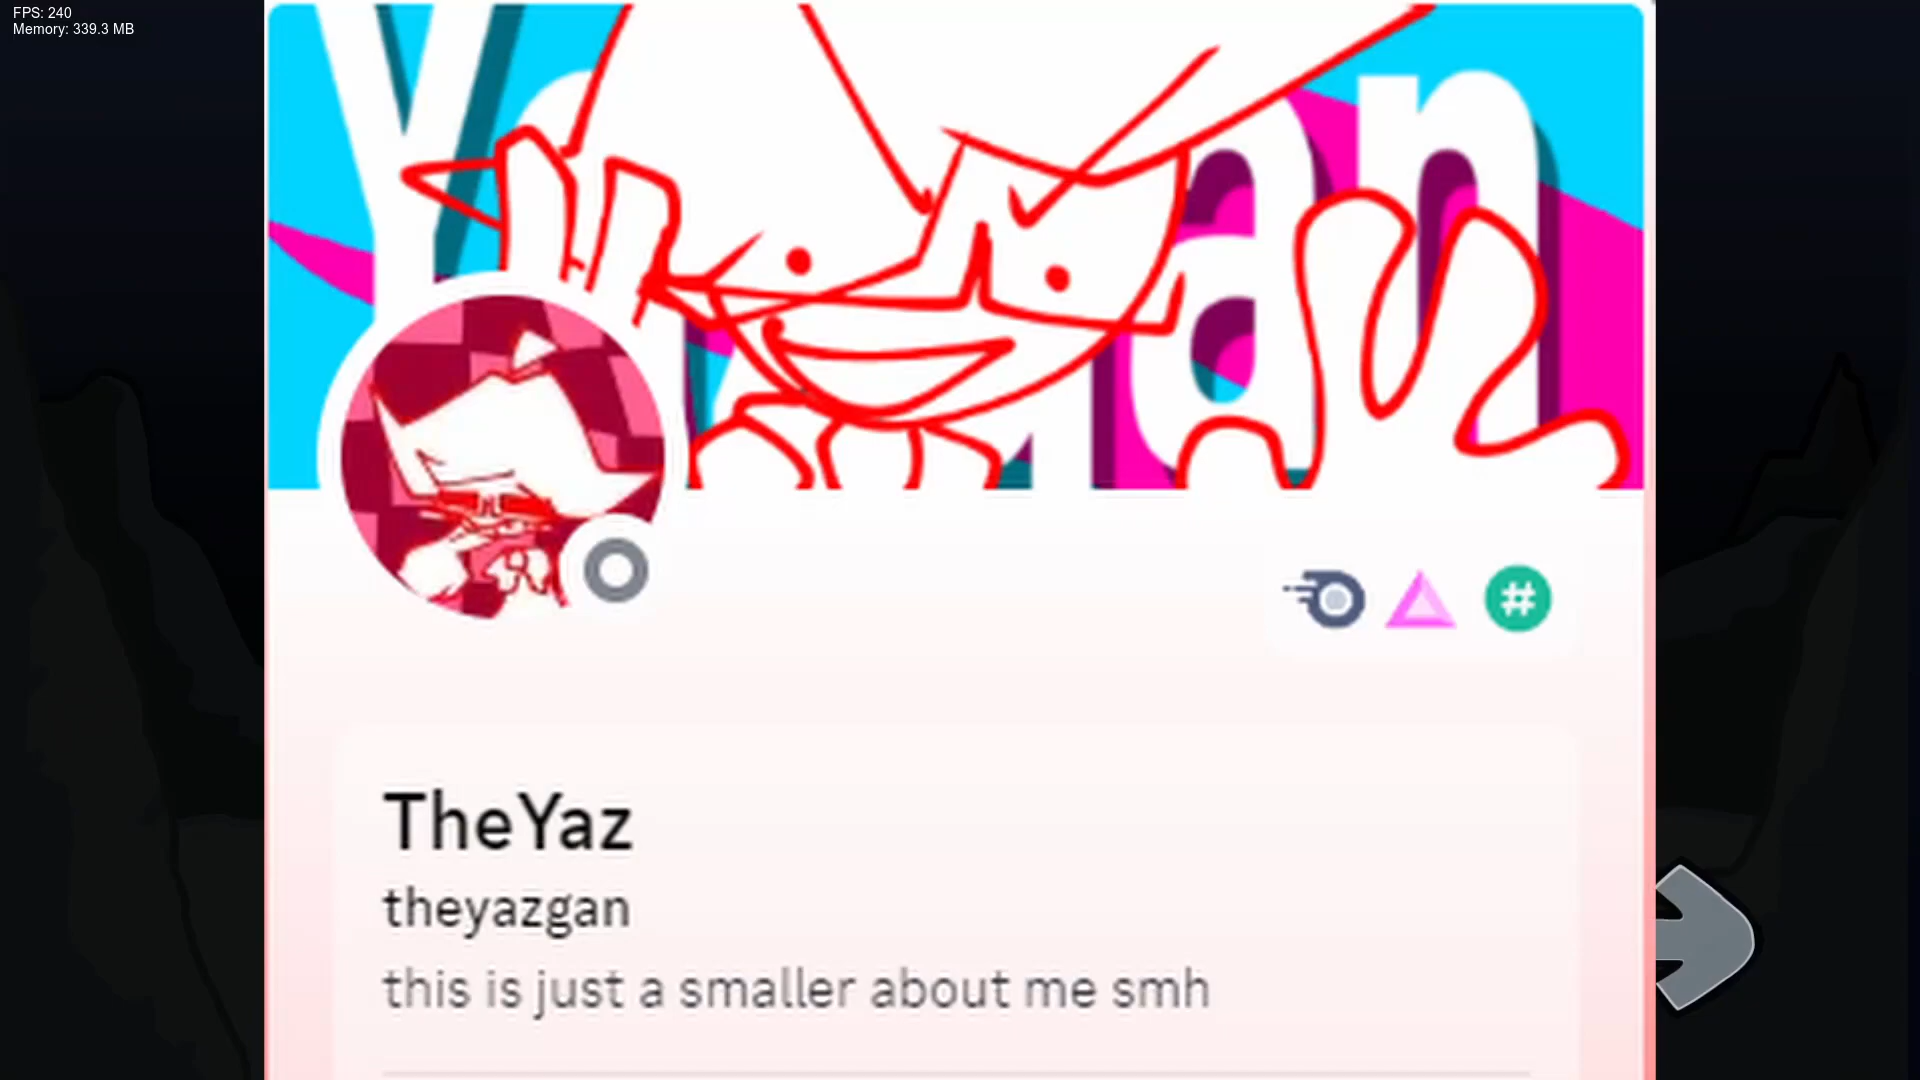 FPS: 240
Memory: 339.3 MB
TheYaz
theyazgan
this is just a smaller about me smh